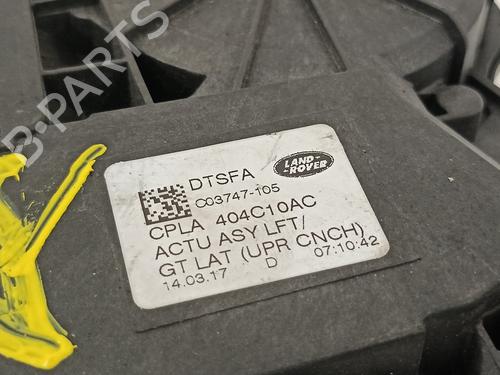 B-PARTS
DTSFA
LAND-
ROVER
C03747-105
CPLA 404C10AC
ACTU ASY LFT/
GT LAT (UPR CNCH)
14.03.17 D 07:10:42